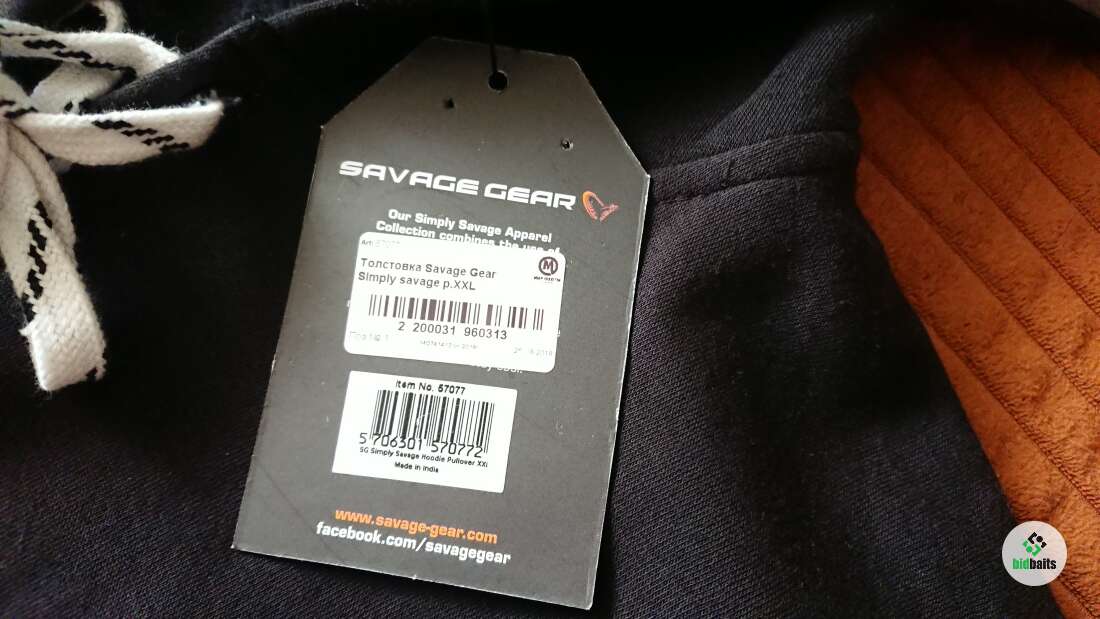 SAVAGE GEAR
Our Simply Savage Apparel
Collection combines the use of
Толстовка Savage Gear
Simply savage р.XXL
2 200031 960313
Item No. 57077
5 706301 570772
SG Simply Savage Hoodie Pullover XXL
Made in India
www.savage-gear.com
facebook.com/savagegear
bidbaits